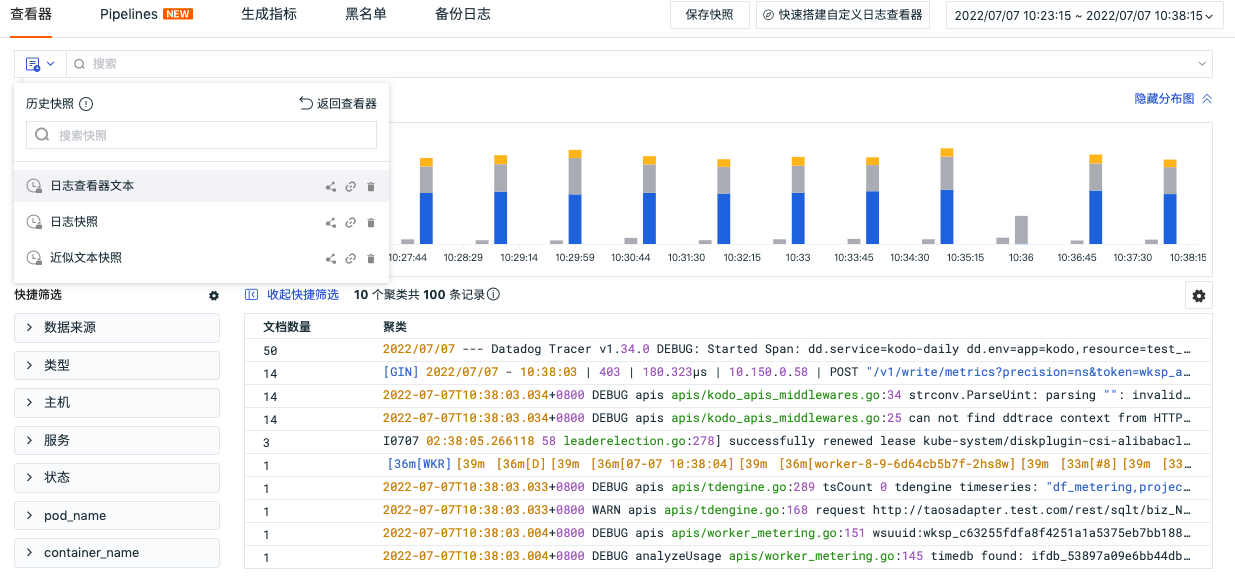 查看器 Pipelines NEW 生成指标 黑名单 备份日志 保存快照 快速搭建自定义日志查看器 2022/07/07 10:23:15 ~ 2022/07/07 10:38:15
搜索
历史快照 返回查看器
隐藏分布图
搜索快照
日志查看器文本
日志快照
近似文本快照
10:27:44 10:28:29 10:29:14 10:29:59 10:30:44 10:31:30 10:32:15 10:33 10:33:45 10:34:30 10:35:15 10:36 10:36:45 10:37:30 10:38:15
快捷筛选 收起快捷筛选 10 个聚类共 100 条记录
数据来源
类型
主机
服务
状态
pod_name
container_name
文档数量 聚类
50 2022/07/07 --- Datadog Tracer v1.34.0 DEBUG: Started Span: dd.service=kodo-daily dd.env=app=kodo,resource=test_…
14 [GIN] 2022/07/07 - 10:38:03 | 403 | 180.323µs | 10.150.0.58 | POST "/v1/write/metrics?precision=ns&token=wksp_a…
14 2022-07-07T10:38:03.034+0800 DEBUG apis apis/kodo_apis_middlewares.go:34 strconv.ParseUint: parsing "": invalid…
14 2022-07-07T10:38:03.034+0800 DEBUG apis apis/kodo_apis_middlewares.go:25 can not find ddtrace context from HTTP…
3 I0707 02:38:05.266118 58 leaderelection.go:278] successfully renewed lease kube-system/diskplugin-csi-alibabacl…
1 [36m[WKR] [39m [36m[D] [39m [36m[07-07 10:38:04] [39m [36m[worker-8-9-6d64cb5b7f-2hs8w] [39m [33m[#8] [39m [33…
1 2022-07-07T10:38:03.033+0800 DEBUG apis apis/tdengine.go:289 tsCount 0 tdengine timeseries: "df_metering,projec…
1 2022-07-07T10:38:03.033+0800 WARN apis apis/tdengine.go:168 request http://taosadapter.test.com/rest/sqlt/biz_N…
1 2022-07-07T10:38:03.004+0800 DEBUG apis apis/worker_metering.go:151 wsuuid:wksp_c63255fdfa8f4251a1a5375eb7bb188…
1 2022-07-07T10:38:03.004+0800 DEBUG analyzeUsage apis/worker_metering.go:145 timedb found: ifdb_53897a09e6bb44db…